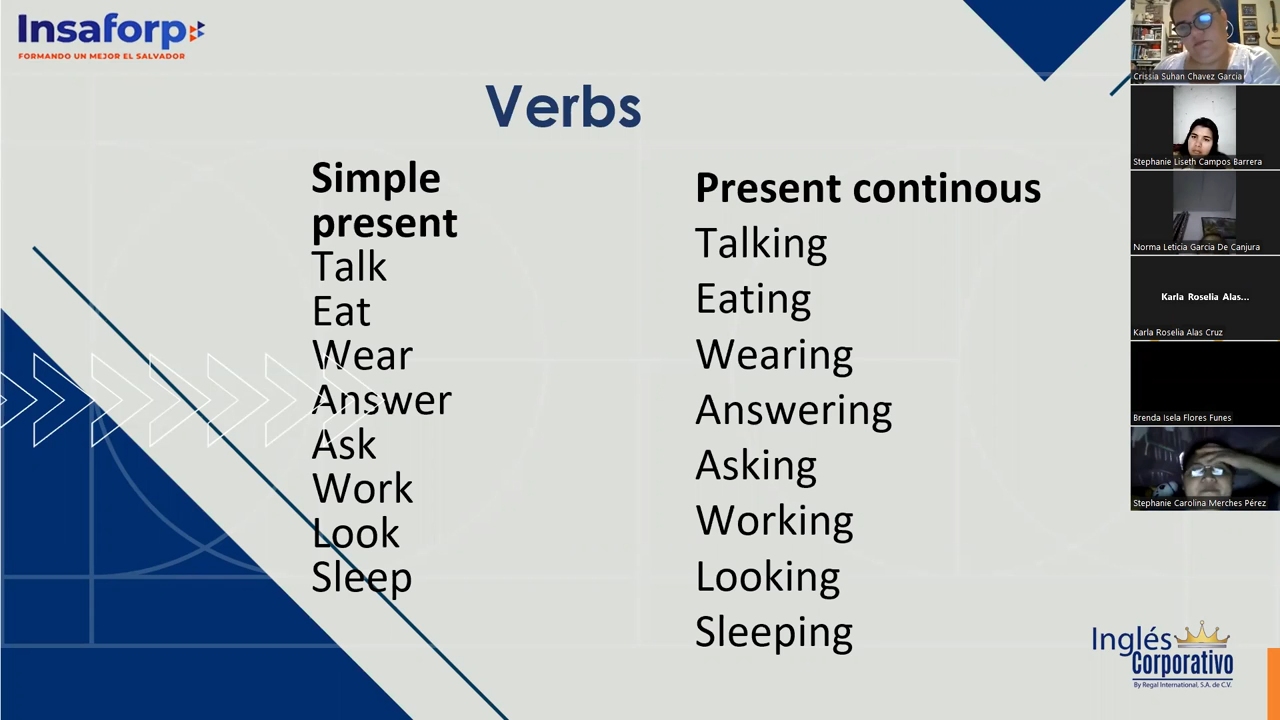 Insaforp
FORMANDO UN MEJOR EL SALVADOR
Verbs
Simple
present
Talk
Eat
Wear
Answer
Ask
Work
Look
Sleep
Present continous
Talking
Eating
Wearing
Answering
Asking
Working
Looking
Sleeping
Inglés
Corporativo
By Regal International, S.A. de C.V.
Crissia Suhan Chavez Garcia
Stephanie Liseth Campos Barrera
Norma Leticia Garcia De Canjura
Karla Roselia Alas...
Karla Roselia Alas Cruz
Brenda Isela Flores Funes
Stephanie Carolina Merches Pérez